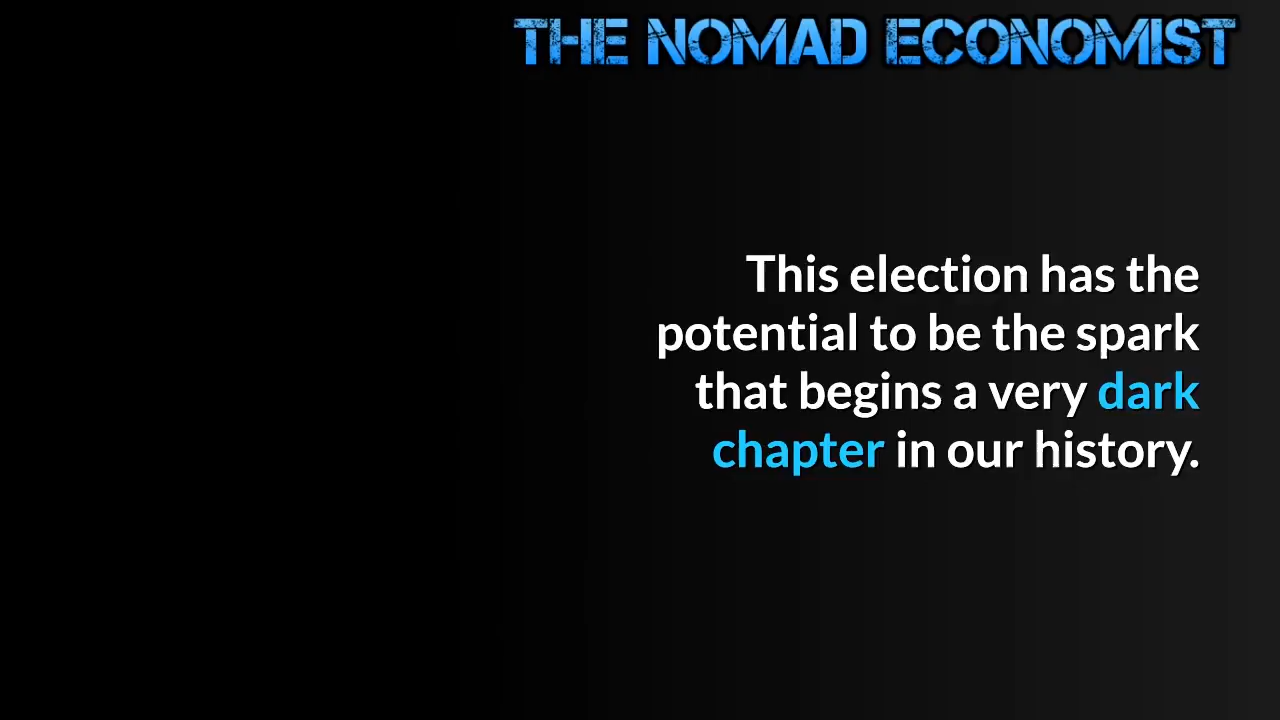 THE NOMAD ECONOMIST
This election has the
potential to be the spark
that begins a very dark
chapter in our history.